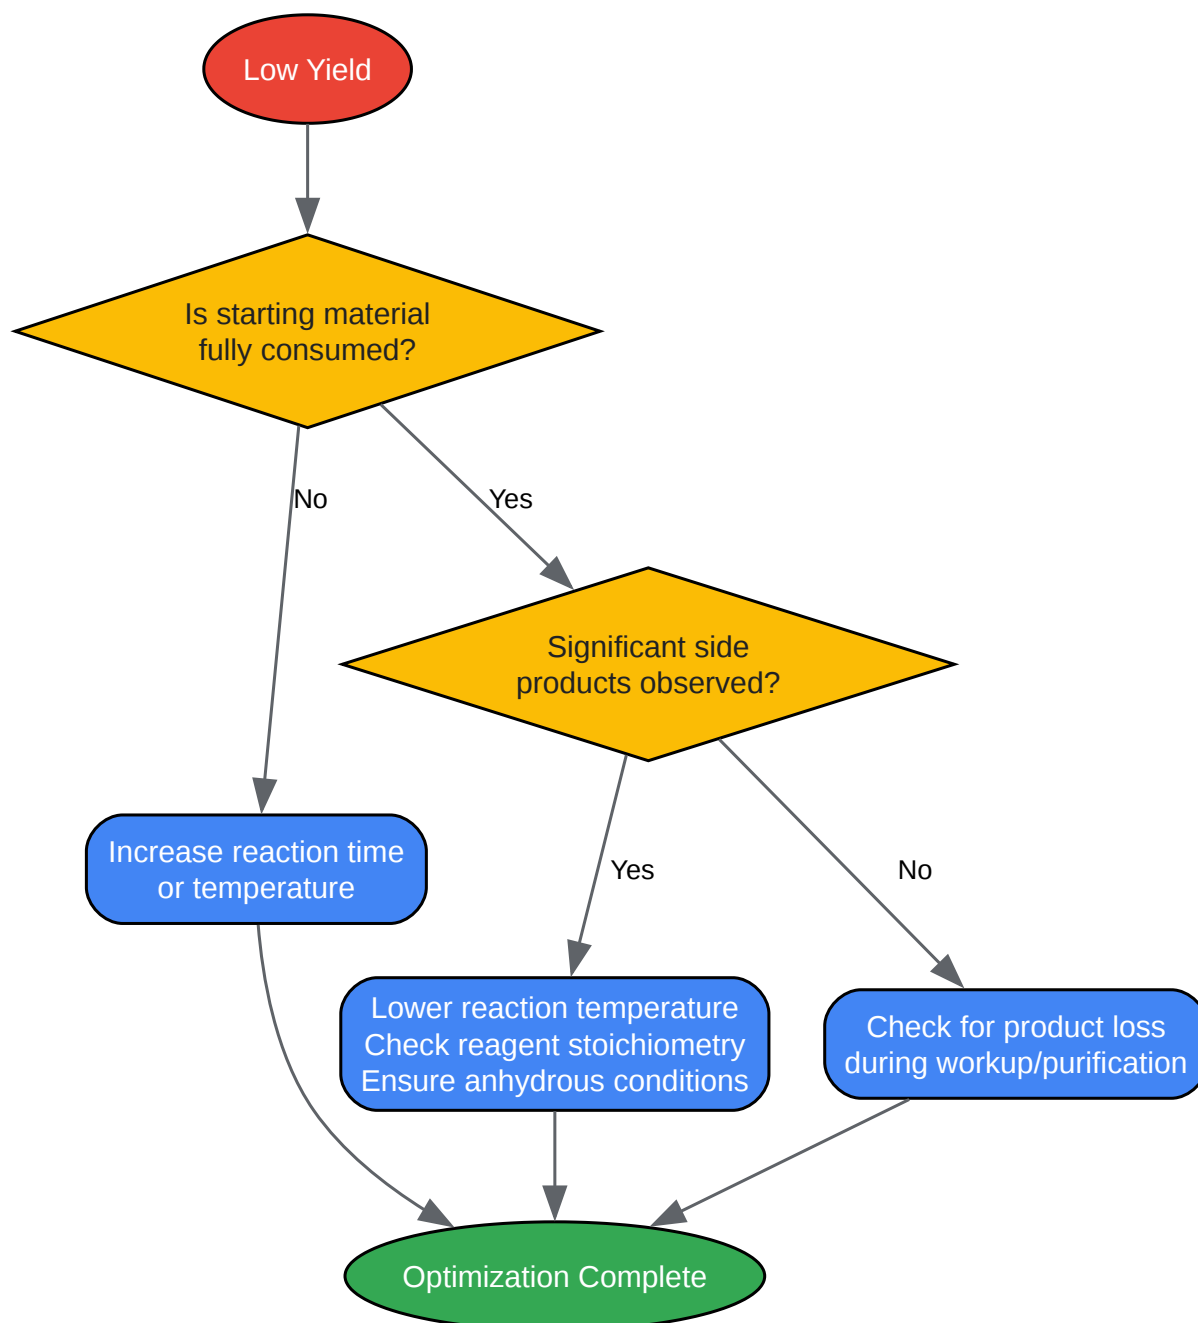 Low Yield
Is starting material
fully consumed?
No
Yes
Significant side
products observed?
Increase reaction time
or temperature
Yes
No
Lower reaction temperature
Check reagent stoichiometry
Ensure anhydrous conditions
Check for product loss
during workup/purification
Optimization Complete